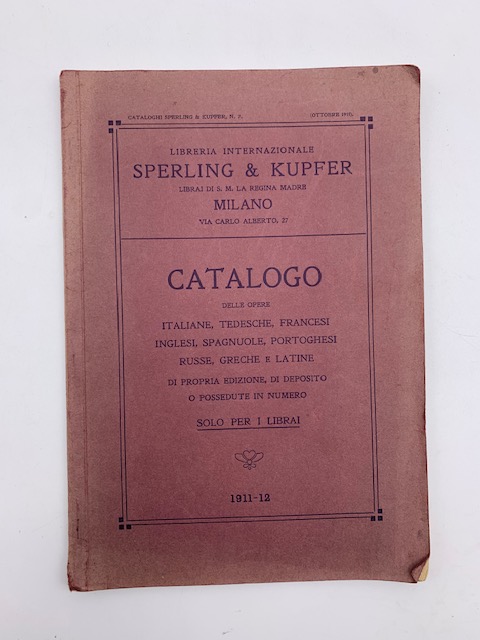 CATALOGHI SPERLING & KUPFER, N.
(OTTOBRE
LIBRERIA INTERNAZIONALE
SPERLING & KUPFER
LIBRAI DI S. M. LA REGINA MADRE
MILANO
VIA CARLO ALBERTO, 27
CATALOGO
DELLE OPERE
ITALIANE, TEDESCHE, FRANCESI
INGLESI, SPAGNUOLE, PORTOGHESI
RUSSE, GRECHE E LATINE
DI PROPRIA EDIZIONE, DI DEPOSITO
O POSSEDUTE IN NUMERO
SOLO PER I LIBRAI
1911-12